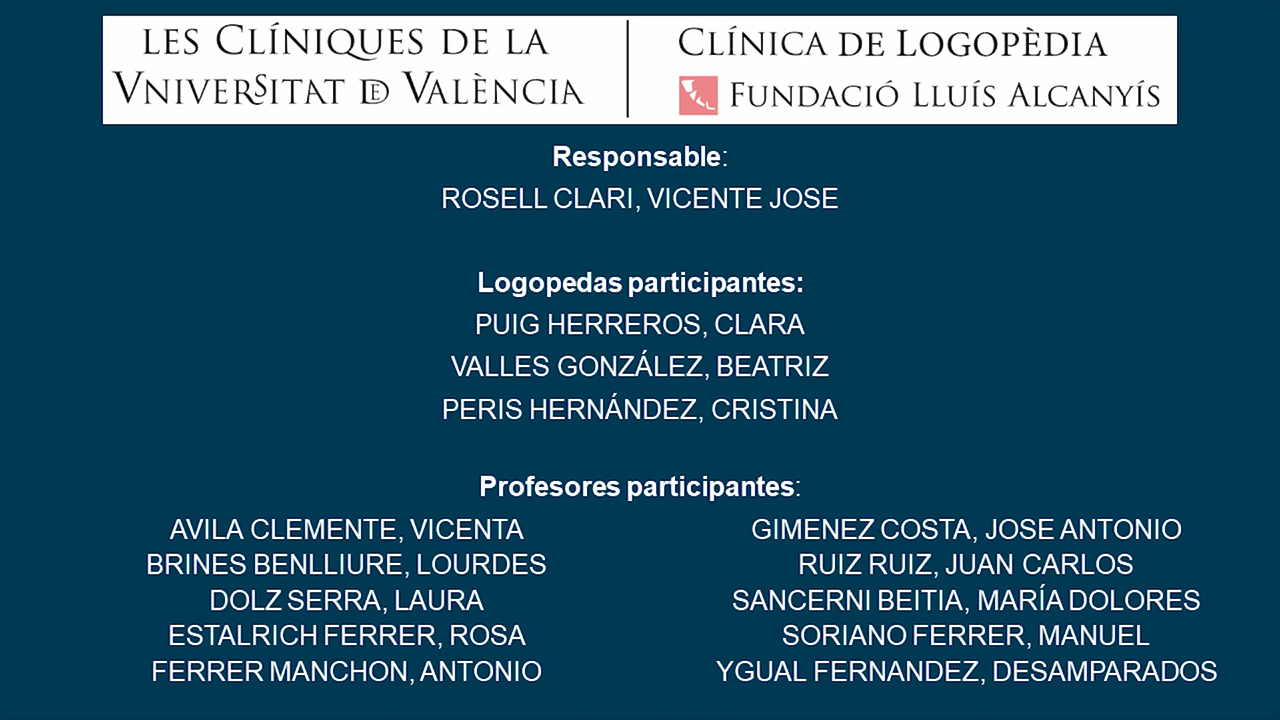 LES CLÍNIQUES DE LA
VNIVERSITAT DE VALÈNCIA
CLÍNICA DE LOGOPÈDIA
FUNDACIÓ LLUÍS ALCANYÍS
Responsable:
ROSELL CLARI, VICENTE JOSE
Logopedas participantes:
PUIG HERREROS, CLARA
VALLES GONZÁLEZ, BEATRIZ
PERIS HERNÁNDEZ, CRISTINA
Profesores participantes:
AVILA CLEMENTE, VICENTA
BRINES BENLLIURE, LOURDES
DOLZ SERRA, LAURA
ESTALRICH FERRER, ROSA
FERRER MANCHON, ANTONIO
GIMENEZ COSTA, JOSE ANTONIO
RUIZ RUIZ, JUAN CARLOS
SANCERNI BEITIA, MARÍA DOLORES
SORIANO FERRER, MANUEL
YGUAL FERNANDEZ, DESAMPARADOS